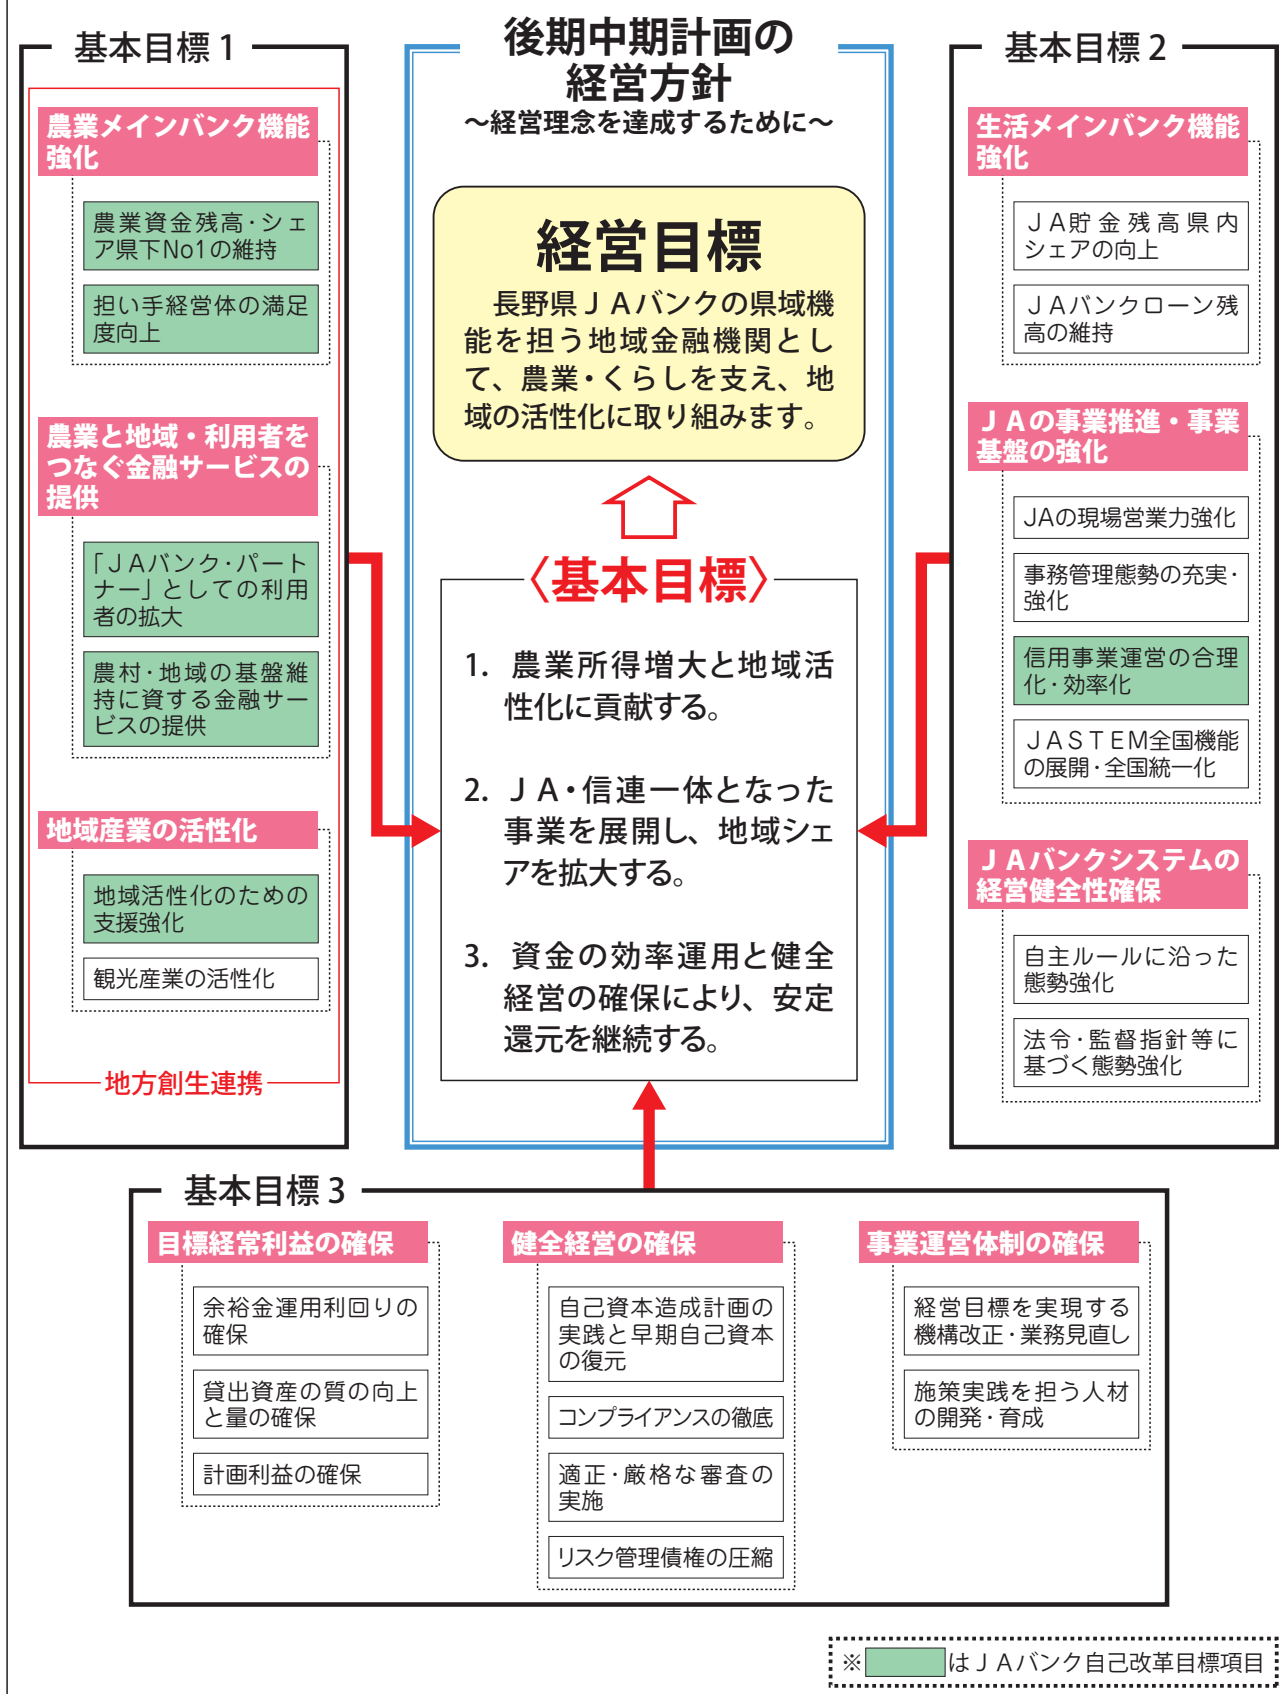 後期中期計画の
経営方針
～経営理念を達成するために～
経営目標
長野県ＪＡバンクの県域機
能を担う地域金融機関とし
て、農業・くらしを支え、地
域の活性化に取り組みます。
〈基本目標〉
1. 農業所得増大と地域活
性化に貢献する。
2. ＪＡ・信連一体となった
事業を展開し、地域シェ
アを拡大する。
3. 資金の効率運用と健全
経営の確保により、安定
還元を継続する。
基本目標 1
農業メインバンク機能
強化
農業資金残高・シェ
ア県下No1の維持
担い手経営体の満足
度向上
農業と地域・利用者を
つなぐ金融サービスの
提供
「ＪＡバンク・パート
ナー」としての利用
者の拡大
農村・地域の基盤維
持に資する金融サー
ビスの提供
地域産業の活性化
地域活性化のための
支援強化
観光産業の活性化
地方創生連携
基本目標 2
生活メインバンク機能
強化
ＪＡ貯金残高県内
シェアの向上
ＪＡバンクローン残
高の維持
ＪＡの事業推進・事業
基盤の強化
JAの現場営業力強化
事務管理態勢の充実・
強化
信用事業運営の合理
化・効率化
ＪＡＳＴＥＭ全国機能
の展開・全国統一化
ＪＡバンクシステムの
経営健全性確保
自主ルールに沿った
態勢強化
法令・監督指針等に
基づく態勢強化
基本目標 3
目標経常利益の確保
余裕金運用利回りの
確保
貸出資産の質の向上
と量の確保
計画利益の確保
健全経営の確保
自己資本造成計画の
実践と早期自己資本
の復元
コンプライアンスの徹底
適正・厳格な審査の
実施
リスク管理債権の圧縮
事業運営体制の確保
経営目標を実現する
機構改正・業務見直し
施策実践を担う人材
の開発・育成
※はＪＡバンク自己改革目標項目